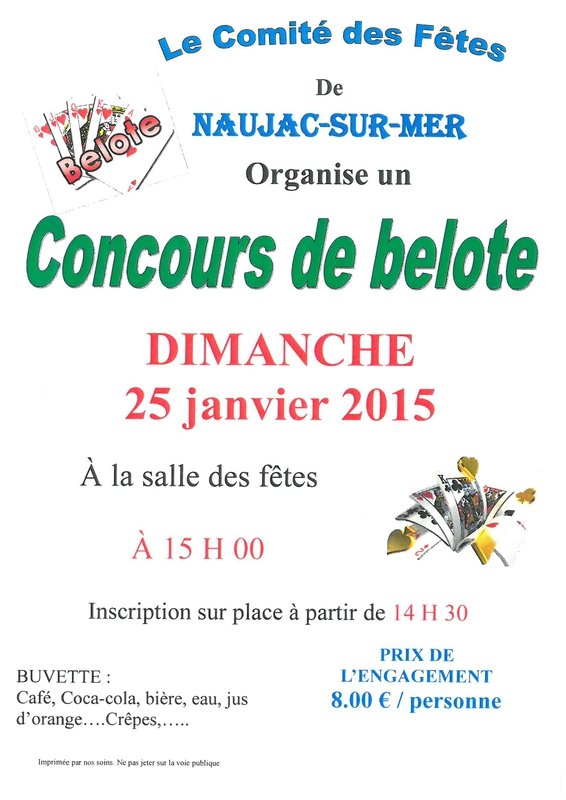 Le Comité des Fêtes
De
NAUJAC-SUR-MER
Belote
Organise un
Concours de belote
DIMANCHE
25 janvier 2015
À la salle des fêtes
À 15 H 00
Inscription sur place à partir de 14 H 30
PRIX DE
L'ENGAGEMENT
8.00 € / personne
BUVETTE :
Café, Coca-cola, bière, eau, jus
d'orange….Crêpes,…..
Imprimée par nos soins. Ne pas jeter sur la voie publique